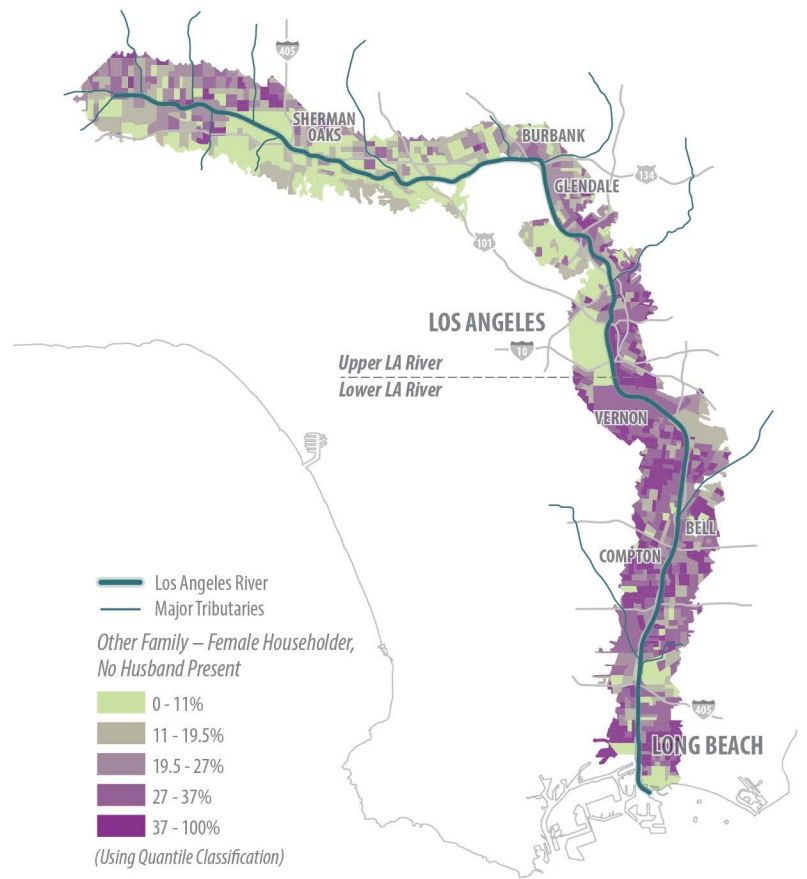 405
SHERMAN
OAKS
BURBANK
134
GLENDALE
101
LOS ANGELES
10
Upper LA River
Lower LA River
VERNON
BELL
COMPTON
Los Angeles River
Major Tributaries
Other Family – Female Householder,
No Husband Present
0 - 11%
11 - 19.5%
19.5 - 27%
27 - 37%
37 - 100%
(Using Quantile Classification)
405
LONG BEACH